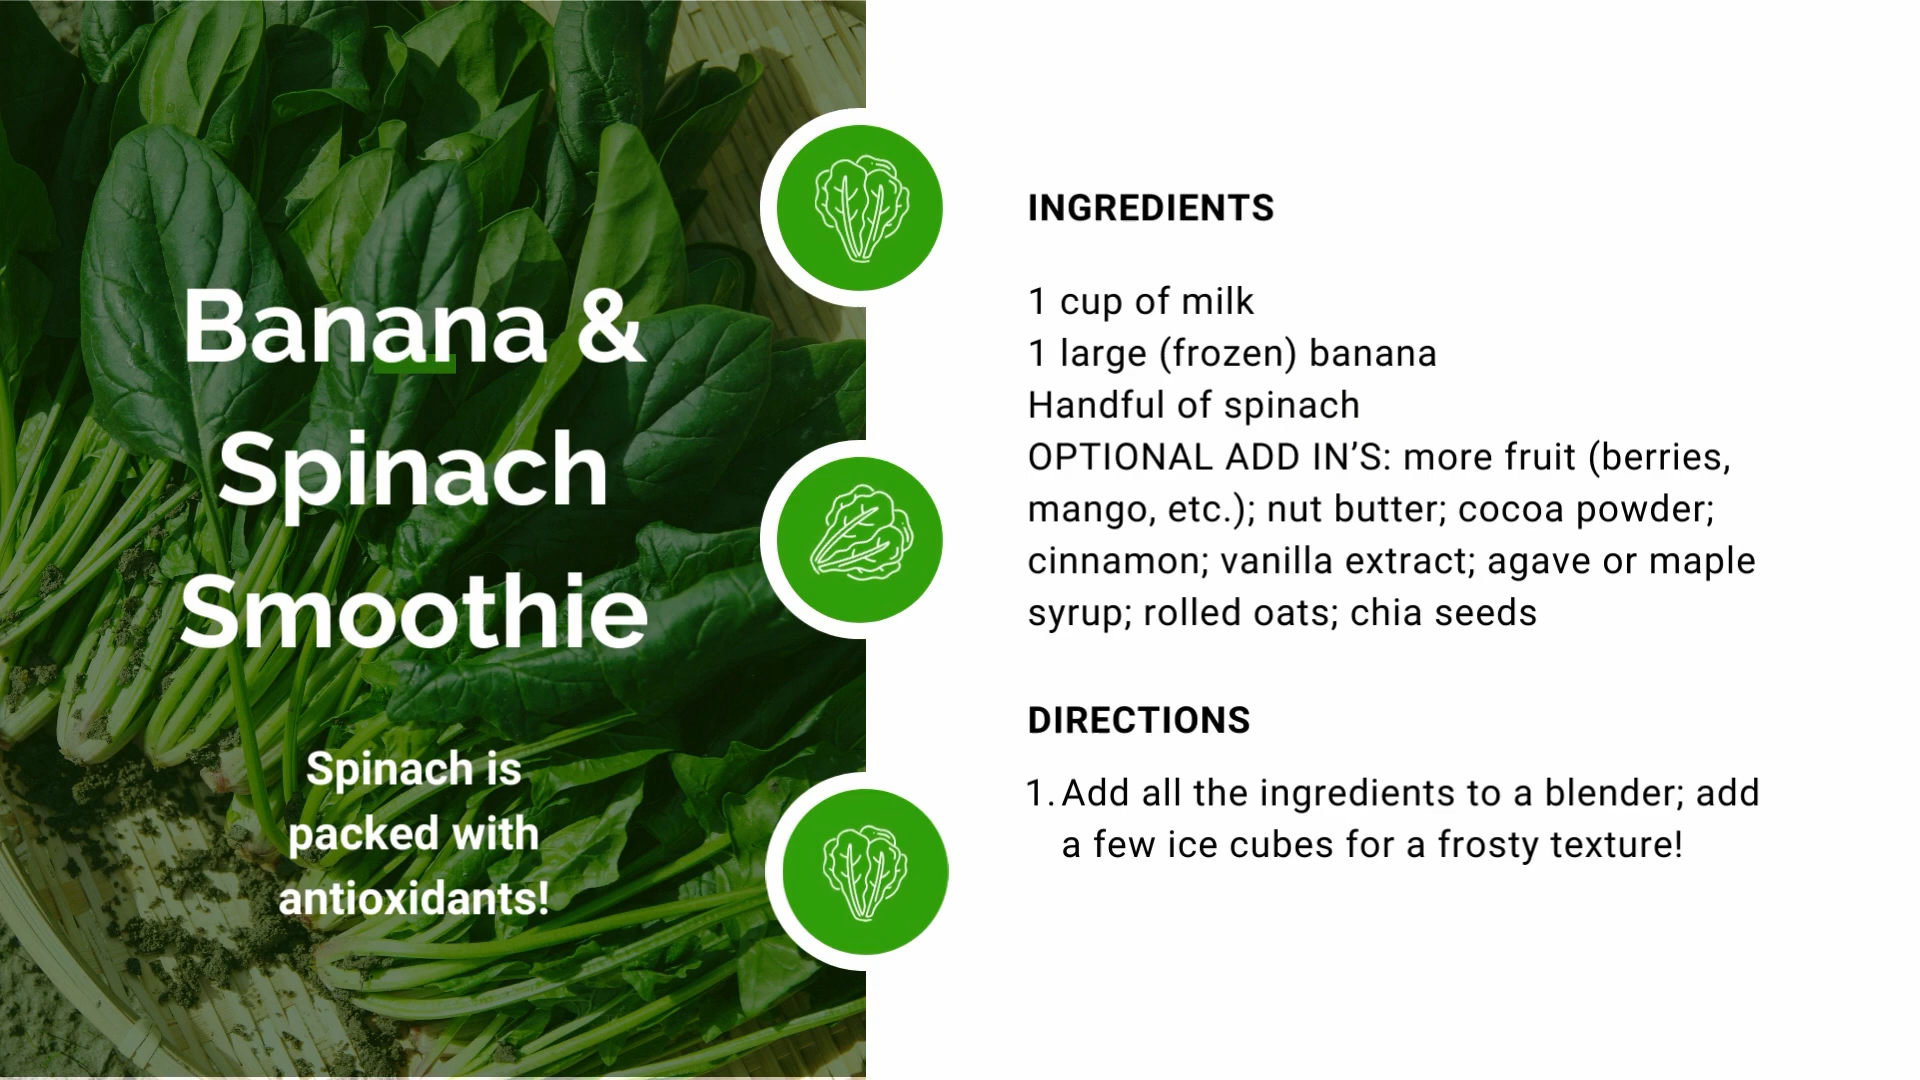 Banana &
Spinach
Smoothie
Spinach is
packed with
antioxidants!
INGREDIENTS
1 cup of milk
1 large (frozen) banana
Handful of spinach
OPTIONAL ADD IN’S: more fruit (berries,
mango, etc.); nut butter; cocoa powder;
cinnamon; vanilla extract; agave or maple
syrup; rolled oats; chia seeds
DIRECTIONS
1. Add all the ingredients to a blender; add
a few ice cubes for a frosty texture!